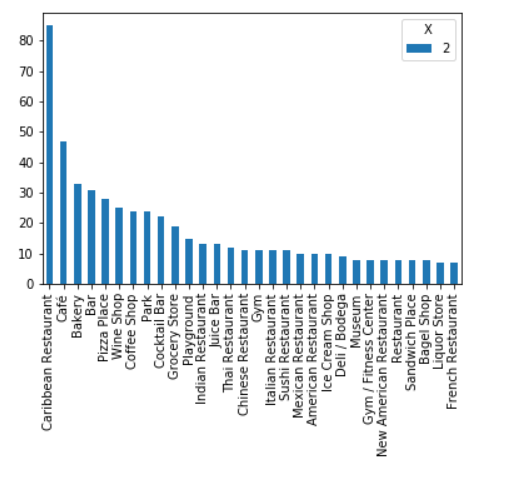 X
2
80
70
60
50
40
30
20
10
0
Caribbean Restaurant
Café
Bakery
Bar
Pizza Place
Wine Shop
Coffee Shop
Park
Cocktail Bar
Grocery Store
Playground
Indian Restaurant
Juice Bar
Thai Restaurant
Chinese Restaurant
Gym
Italian Restaurant
Sushi Restaurant
Mexican Restaurant
American Restaurant
Ice Cream Shop
Deli / Bodega
Museum
Gym / Fitness Center
New American Restaurant
Restaurant
Sandwich Place
Bagel Shop
Liquor Store
French Restaurant